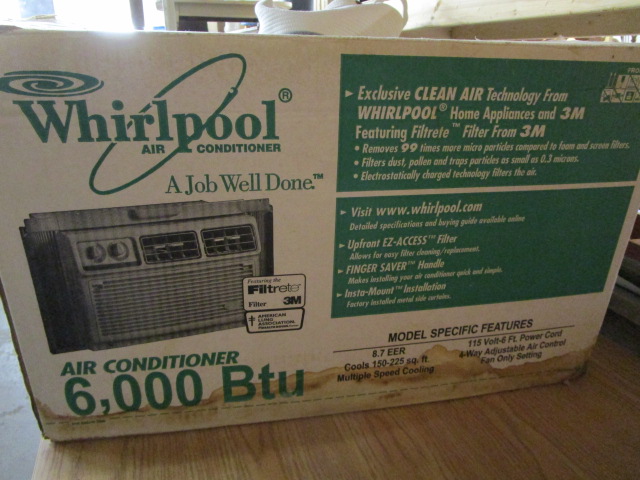 Whirlpool®
AIR CONDITIONER
A Job Well Done.™
Featuring the
Filtrete™
Filter 3M
AMERICAN
LUNG
ASSOCIATION
AIR CONDITIONER
6,000 Btu
Exclusive CLEAN AIR Technology From
WHIRLPOOL® Home Appliances and 3M
Featuring Filtrete™ Filter From 3M
• Removes 99 times more micro particles compared to foam and screen filters.
• Filters dust, pollen and traps particles as small as 0.3 microns.
• Electrostatically charged technology filters the air.
Visit www.whirlpool.com
Detailed specifications and buying guide available online
Upfront EZ-ACCESS™ Filter
Allows for easy filter cleaning/replacement.
FINGER SAVER™ Handle
Makes installing your air conditioner quick and simple.
Insta-Mount™ Installation
Factory installed metal side curtains.
MODEL SPECIFIC FEATURES
8.7 EER
Cools 150-225 sq. ft.
Multiple Speed Cooling
115 Volt-6 Ft. Power Cord
4-Way Adjustable Air Control
Fan Only Setting